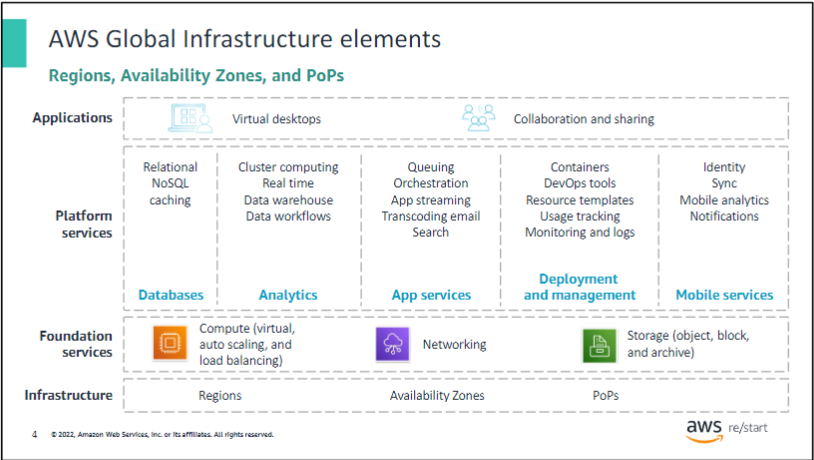 AWS Global Infrastructure elements
Regions, Availability Zones, and PoPs
Applications
Virtual desktops
Collaboration and sharing
Platform
services
Relational
NoSQL
caching
Databases
Cluster computing
Real time
Data warehouse
Data workflows
Analytics
Queuing
Orchestration
App streaming
Transcoding email
Search
App services
Containers
DevOps tools
Resource templates
Usage tracking
Monitoring and logs
Deployment
and management
Identity
Sync
Mobile analytics
Notifications
Mobile services
Foundation
services
Compute (virtual,
auto scaling, and
load balancing)
Networking
Storage (object, block,
and archive)
Infrastructure
Regions
Availability Zones
PoPs
4 © 2022, Amazon Web Services, Inc. or its affiliates. All rights reserved.
aws re/start